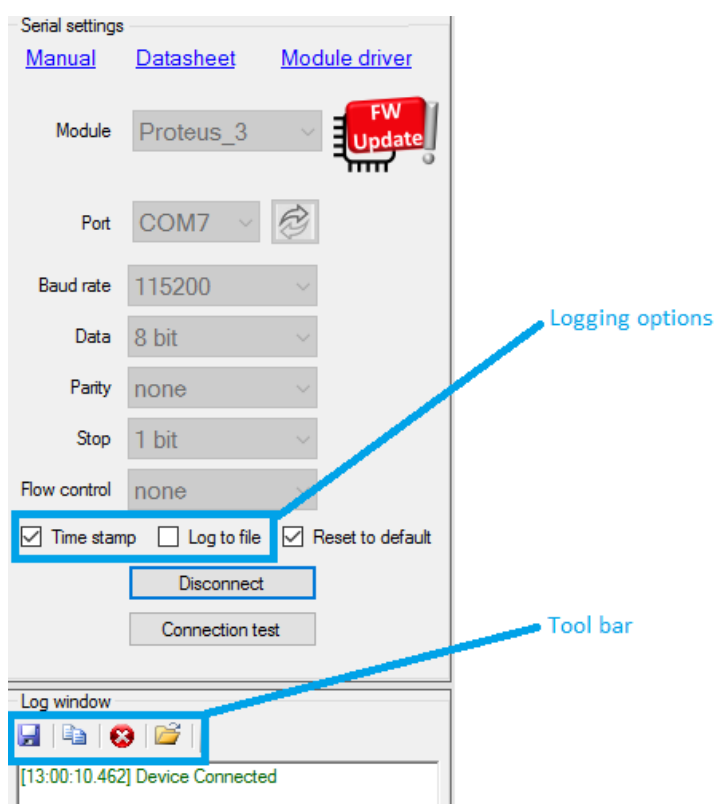 Serial settings
Manual Datasheet Module driver
Module Proteus_3
FW
Update
Port COM7
Baud rate 115200
Data 8 bit
Logging options
Parity none
Stop 1 bit
Flow control none
Time stamp Log to file Reset to default
Disconnect
Connection test
Tool bar
Log window
[13:00:10.462] Device Connected